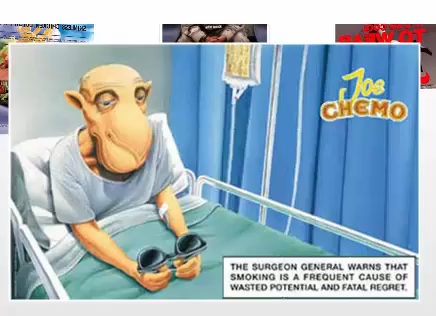 Joe
CHEMO
THE SURGEON GENERAL WARNS THAT
SMOKING IS A FREQUENT CAUSE OF
WASTED POTENTIAL AND FATAL REGRET.